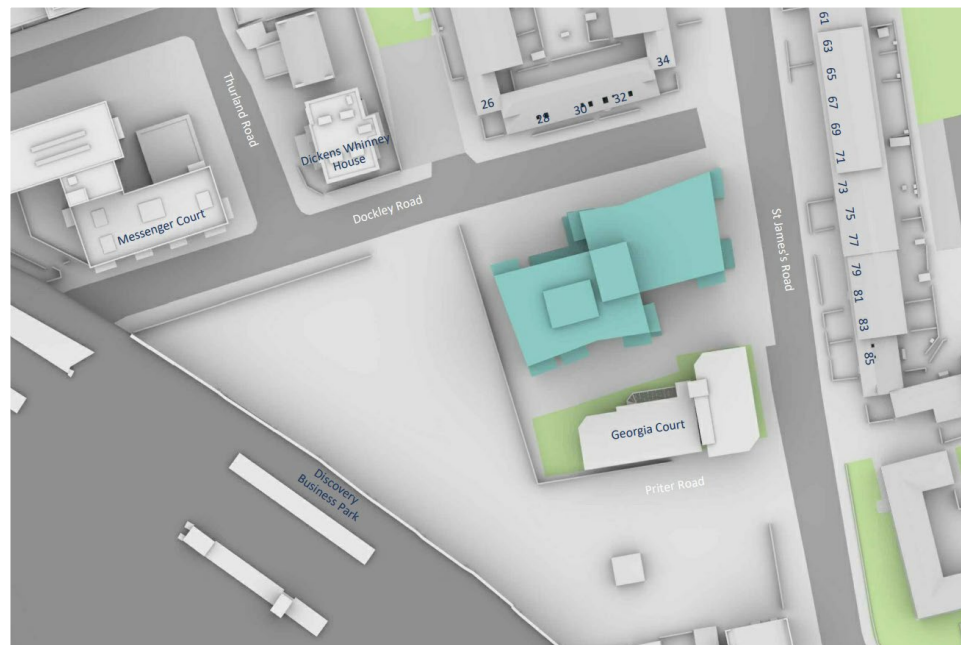 61
63
65
67
69
71
73
75
77
79
81
83
85
34
32
30
28
26
Thurland Road
Dickens Whinney
House
Dockley Road
Messenger Court
St James's Road
Georgia Court
Priter Road
Discovery
Business Park